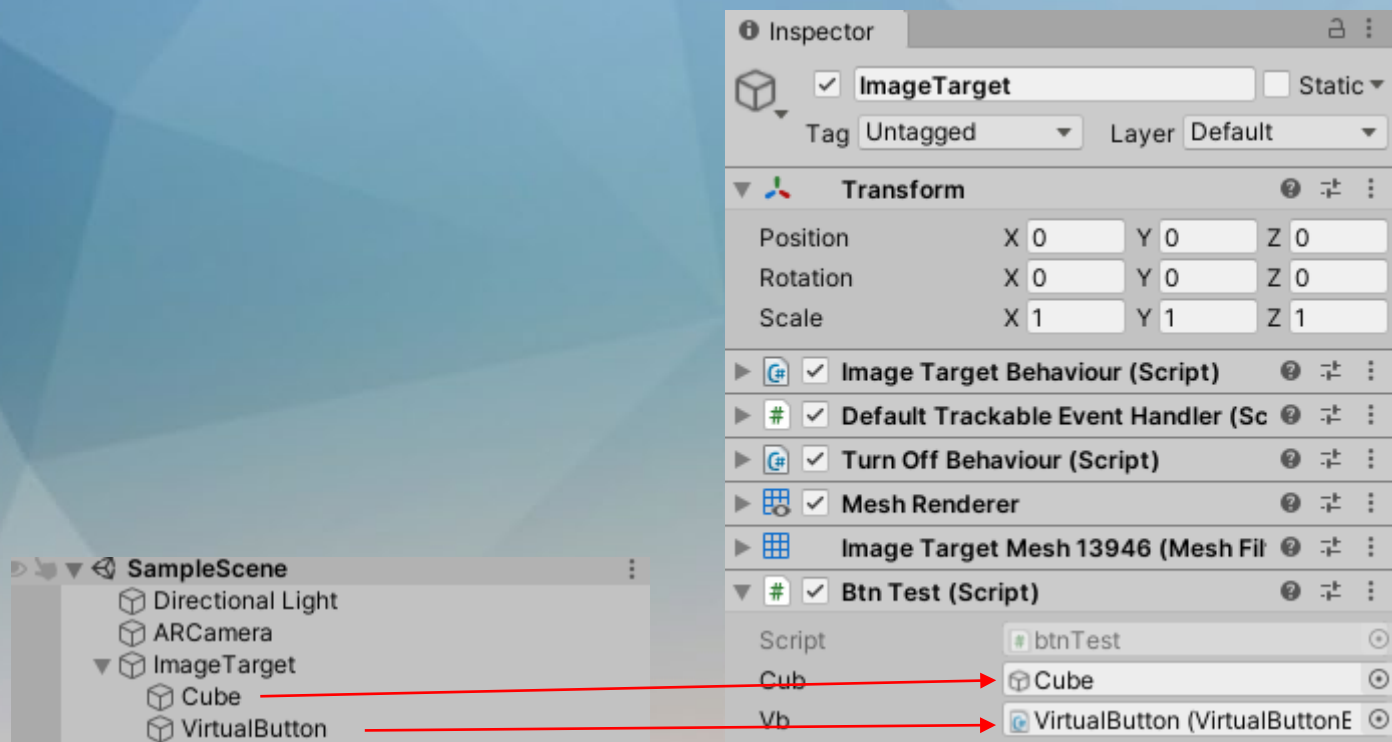 Inspector
ImageTarget Static
Tag Untagged Layer Default
Transform
Position X 0 Y 0 Z 0
Rotation X 0 Y 0 Z 0
Scale X 1 Y 1 Z 1
Image Target Behaviour (Script)
Default Trackable Event Handler (Sc
Turn Off Behaviour (Script)
Mesh Renderer
Image Target Mesh 13946 (Mesh Fil
Btn Test (Script)
Script btnTest
Cub Cube
Vb VirtualButton (VirtualButtonE
SampleScene
Directional Light
ARCamera
ImageTarget
Cube
VirtualButton